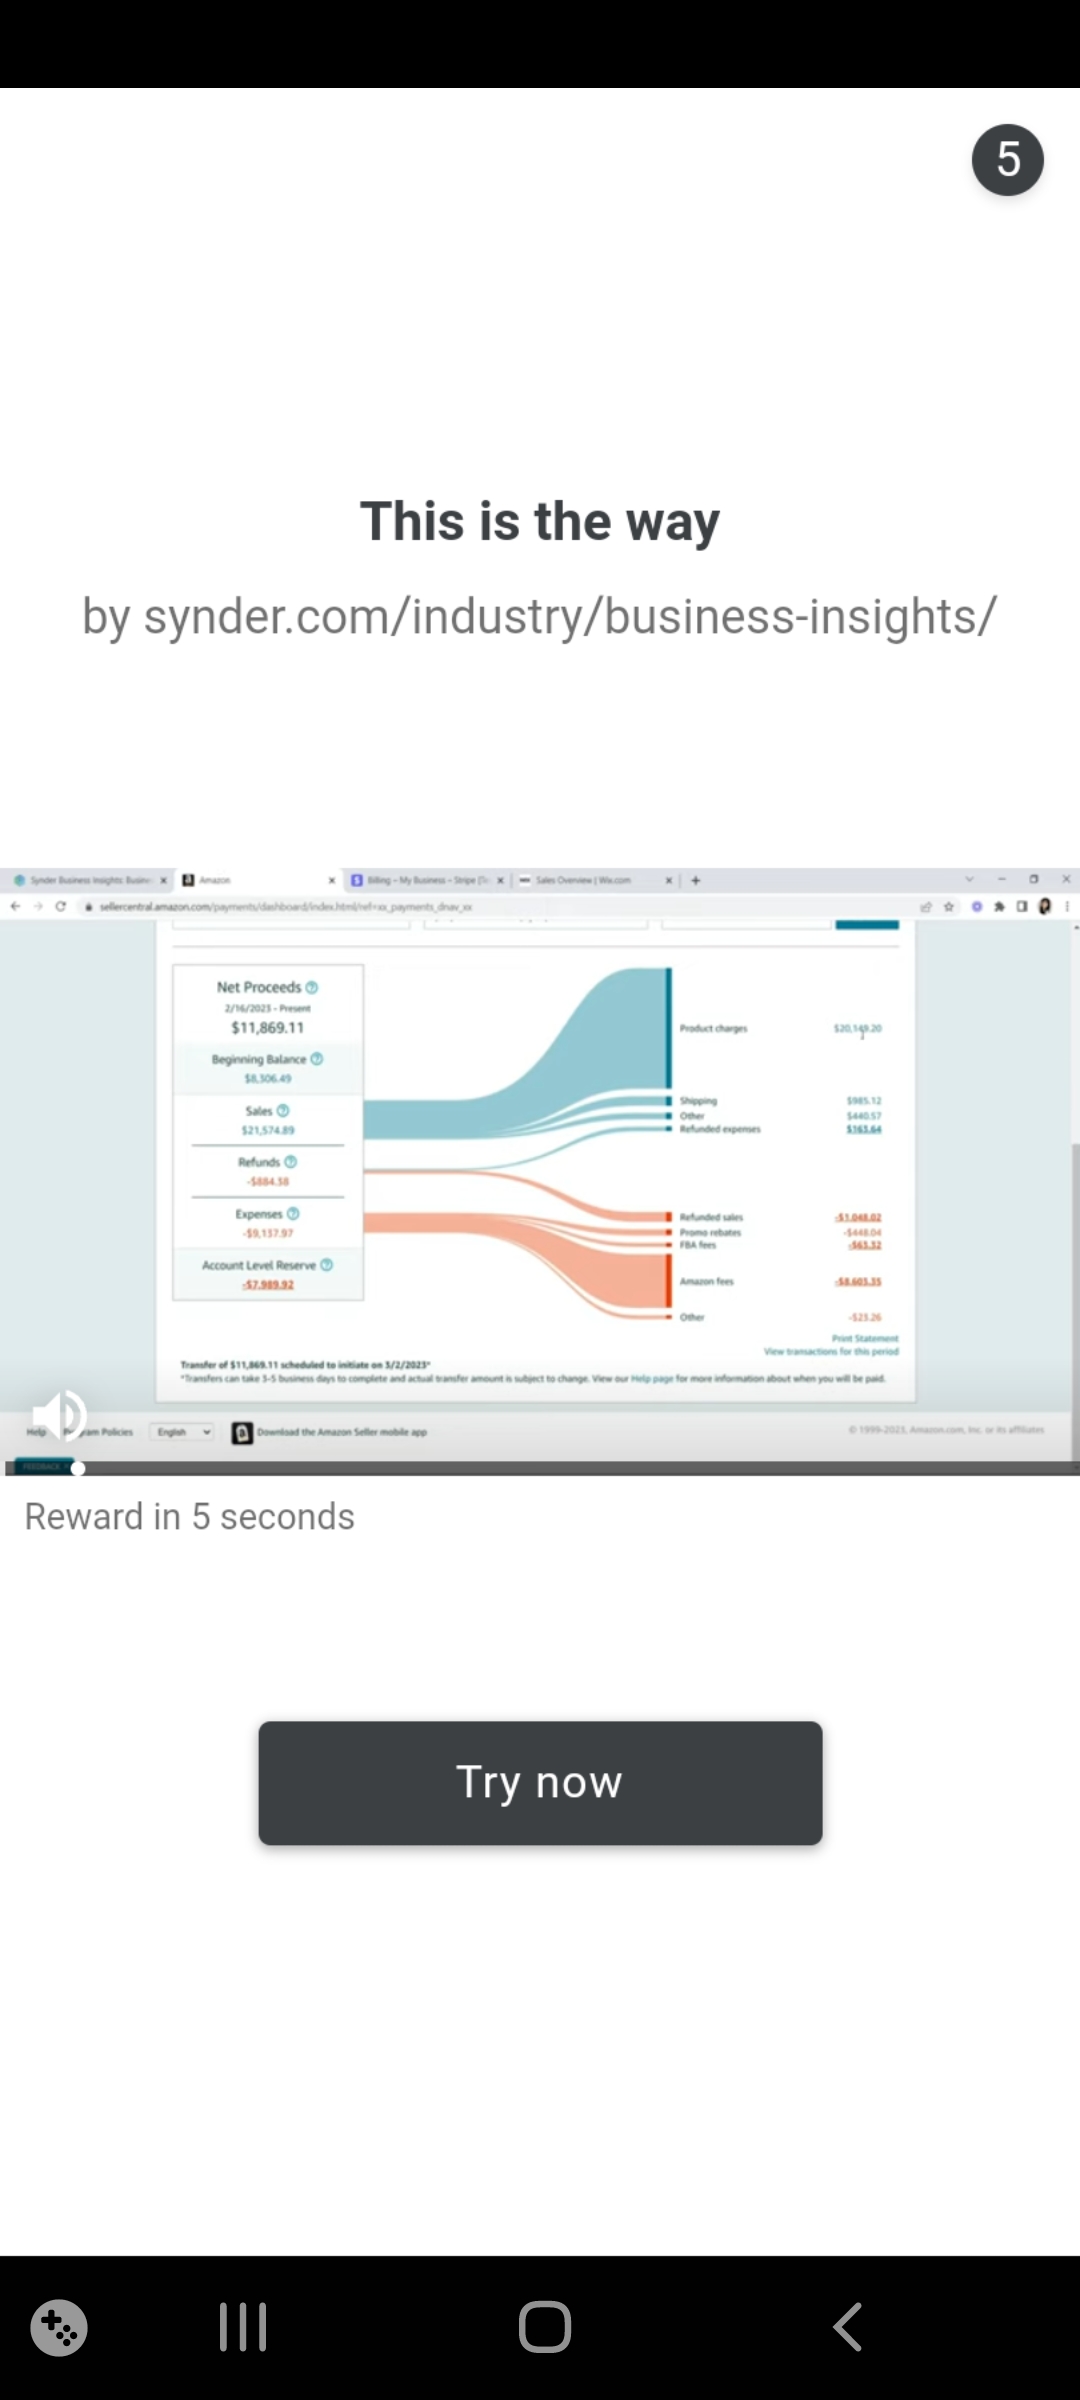 5
This is the way
by synder.com/industry/business-insights/
Synder Business Insights: Busin
Amazon
Billing – My Business – Stripe [Te
Sales Overview | Wix.com
sellercentral.amazon.com/payments/dashboard/index.html/ref=xx_payments_dnav_xx
Net Proceeds
2/16/2023 - Present
$11,869.11
Beginning Balance
$8,306.49
Sales
$21,574.89
Refunds
-$884.38
Expenses
-$9,137.97
Account Level Reserve
-$7,989.92
Product charges $20,149.20
Shipping $985.12
Other $440.57
Refunded expenses $163.64
Refunded sales -$1,048.02
Promo rebates -$448.04
FBA fees -$63.32
Amazon fees -$8,603.35
Other -$23.26
Print Statement
View transactions for this period
Transfer of $11,869.11 scheduled to initiate on 3/2/2023*
*Transfers can take 3-5 business days to complete and actual transfer amount is subject to change. View our Help page for more information about when you will be paid.
Help Program Policies English Download the Amazon Seller mobile app © 1999-2023, Amazon.com, Inc. or its affiliates
FEEDBACK
Reward in 5 seconds
Try now